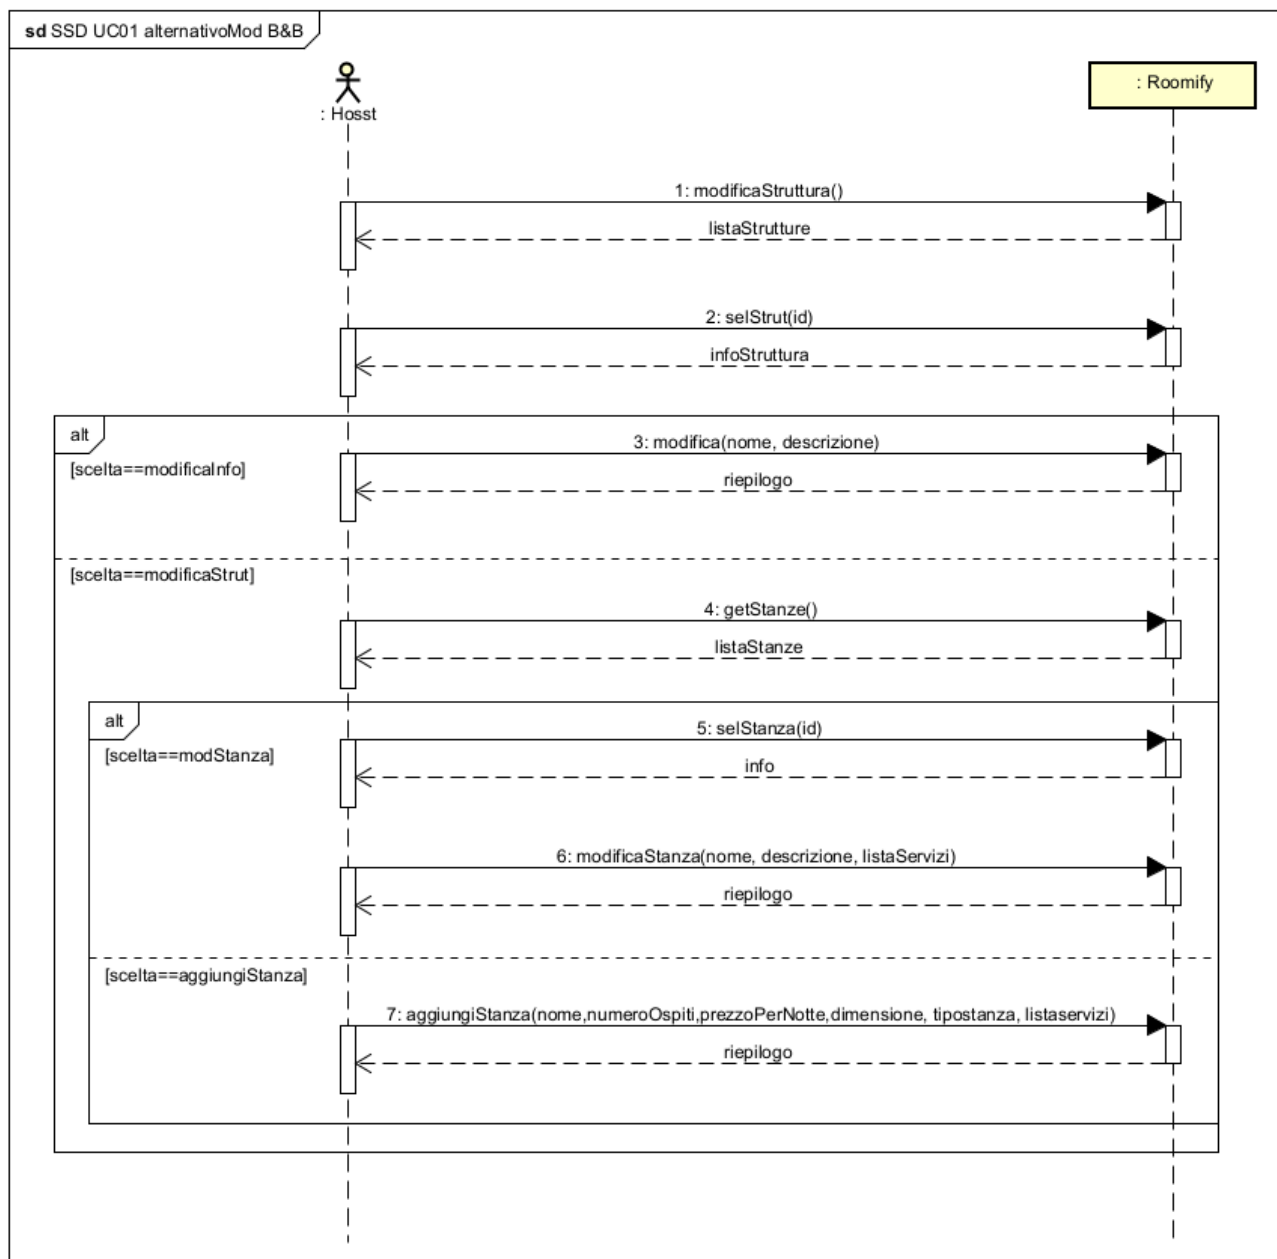 sd SSD UC01 alternativoMod B&B
: Hosst
: Roomify
1: modificaStruttura()
listaStrutture
2: selStrut(id)
infoStruttura
alt
3: modifica(nome, descrizione)
[scelta==modificaInfo]
riepilogo
[scelta==modificaStrut]
4: getStanze()
listaStanze
alt
5: selStanza(id)
[scelta==modStanza]
info
6: modificaStanza(nome, descrizione, listaServizi)
riepilogo
[scelta==aggiungiStanza]
7: aggiungiStanza(nome,numeroOspiti,prezzoPerNotte,dimensione, tipostanza, listaservizi)
riepilogo